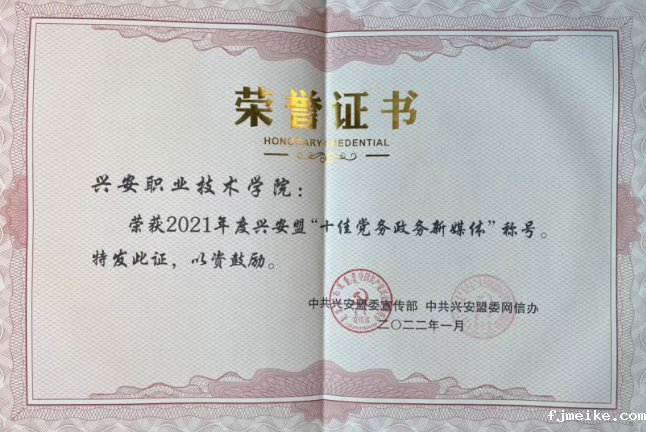 荣誉证书
HONORARY CREDENTIAL
兴安职业技术学院：
荣获2021年度兴安盟“十佳党务政务新媒体”称号。
特发此证，以资鼓励。
中共兴安盟委宣传部 中共兴安盟委网信办
二〇二二年一月
fjmeike.com